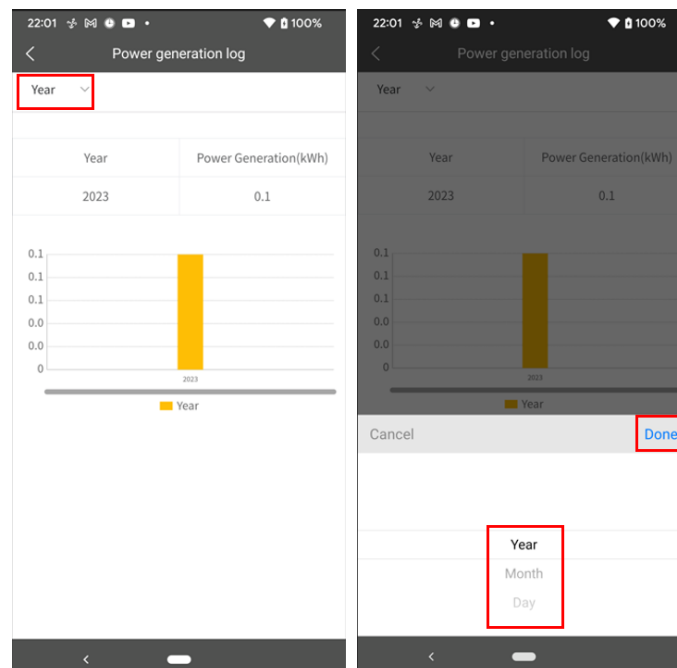 22:01 100%
Power generation log
Year
Year Power Generation(kWh)
2023 0.1
0.1
0.1
0.1
0.0
0.0
0
2023
Year
22:01 100%
Power generation log
Year
Year Power Generation(kWh)
2023 0.1
0.1
0.1
0.1
0.0
0.0
0
2023
Year
Cancel Done
Year
Month
Day